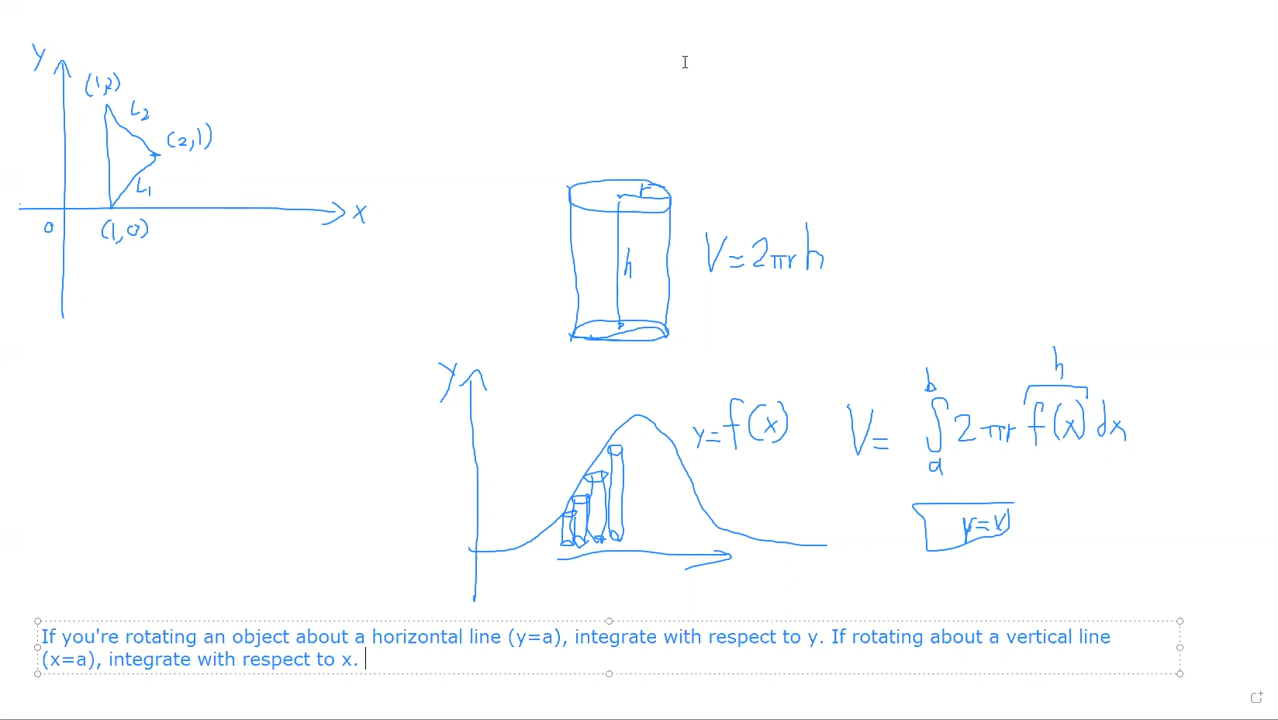 y
(1,2)
L2
(2,1)
L1
0
(1,0)
x
r
h
V=2πrh
y
y=f(x)
h
V= ∫ab 2πr f(x) dx
r=x
If you're rotating an object about a horizontal line (y=a), integrate with respect to y. If rotating about a vertical line
(x=a), integrate with respect to x.